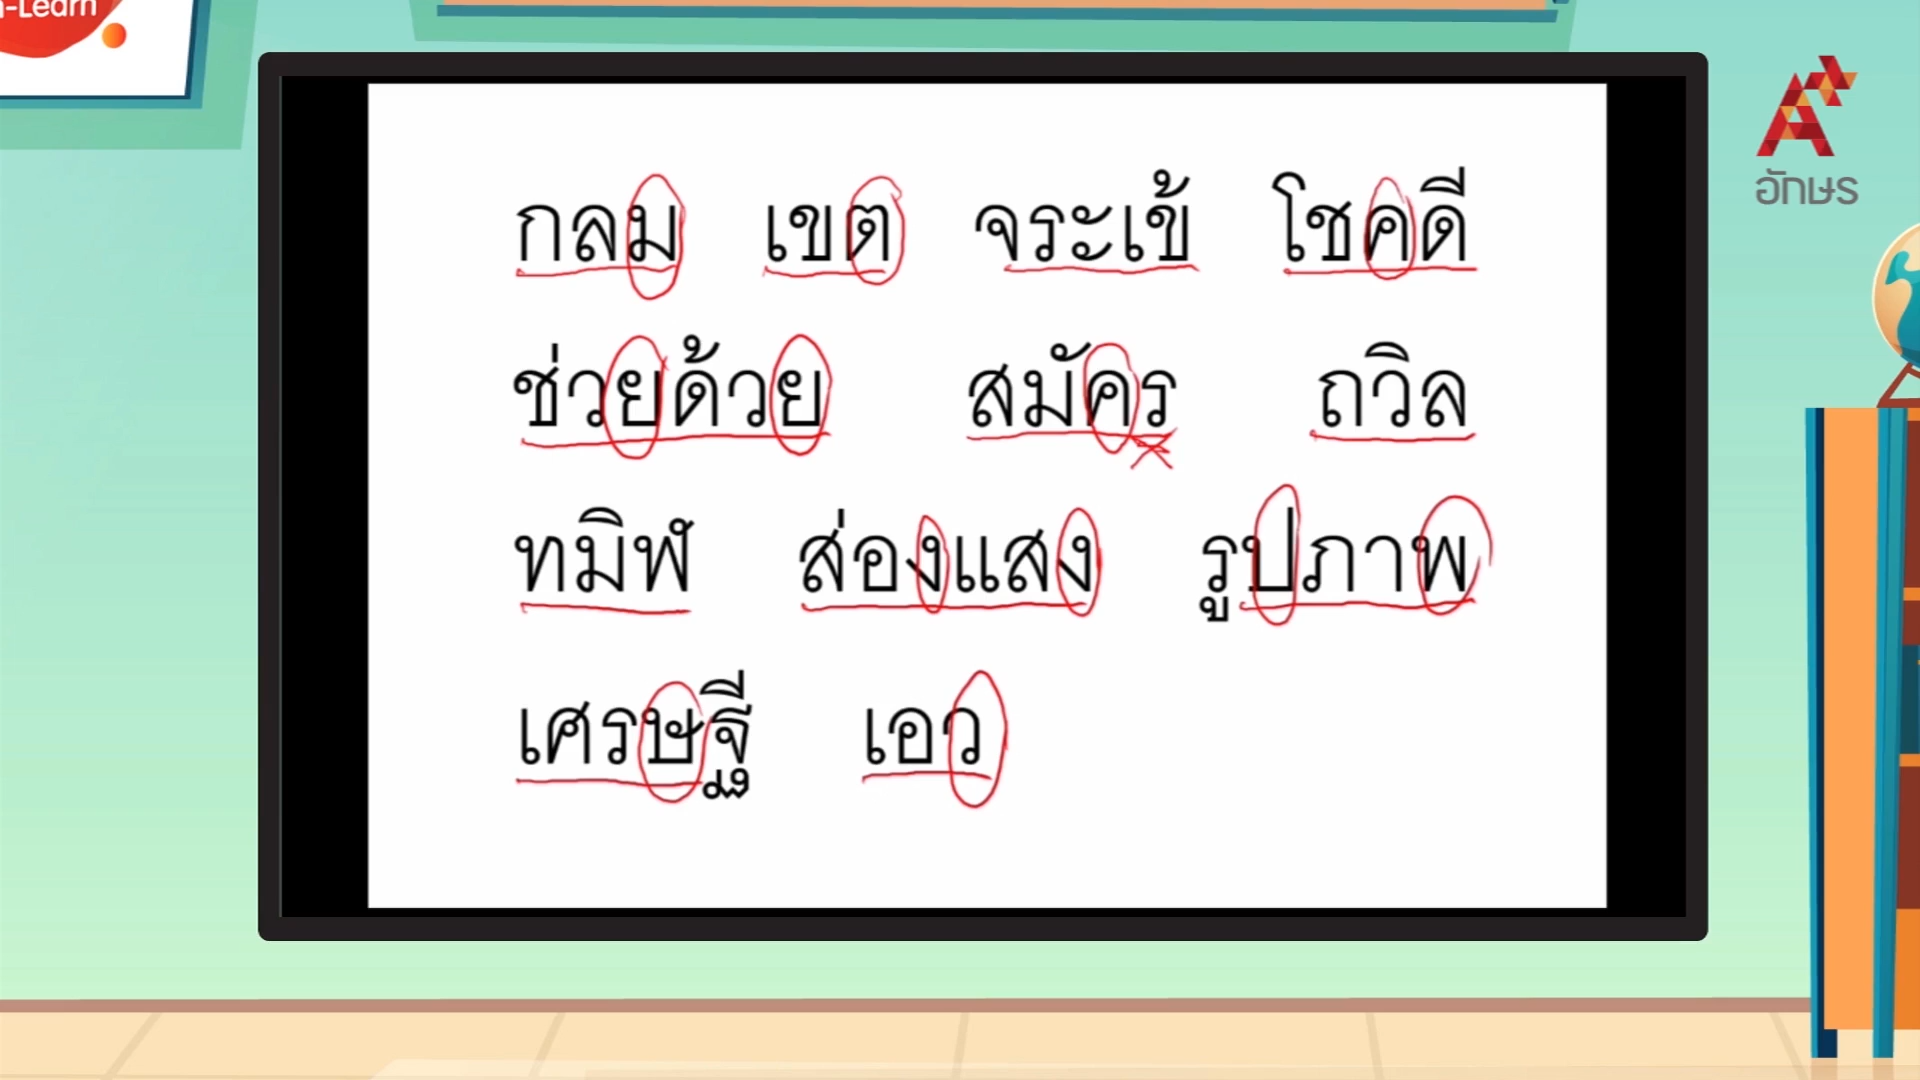 -Learn
อักษร
กลม เขต จระเข้ โชคดี
ช่วยด้วย สมัคร ถวิล
ทมิฬ ส่องแสง รูปภาพ
เศรษฐี เอว